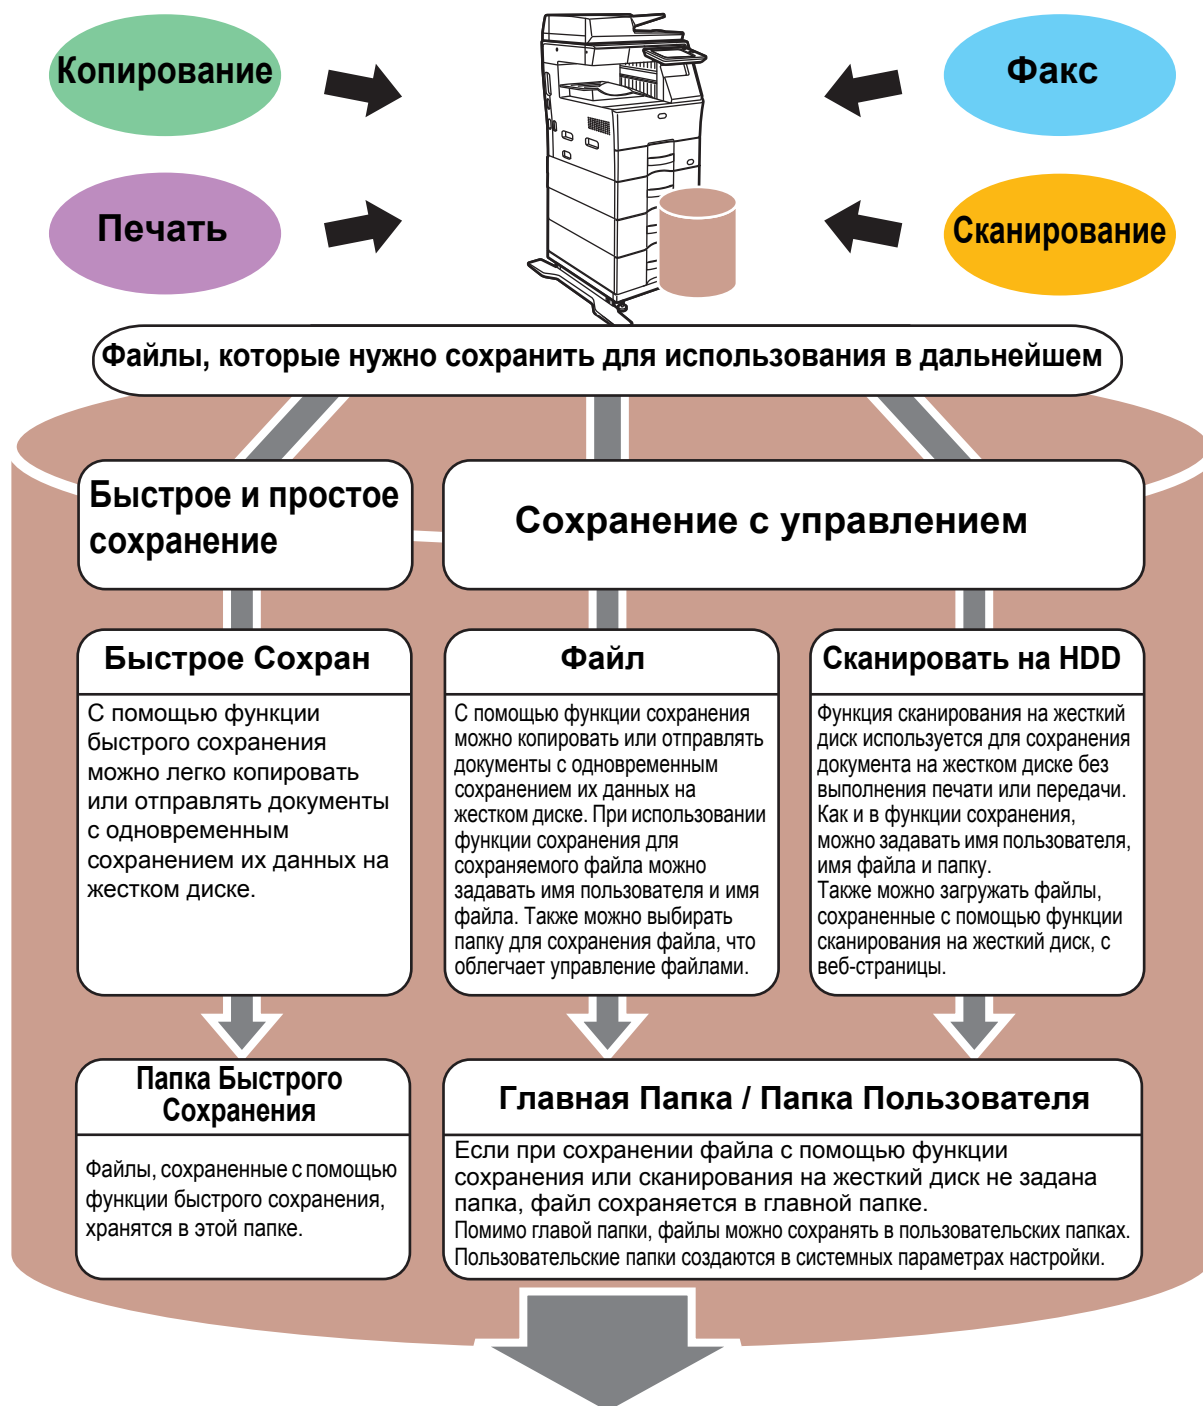 Копирование
Факс
Печать
Сканирование
Файлы, которые нужно сохранить для использования в дальнейшем
Быстрое и простое
сохранение
Сохранение с управлением
Быстрое Сохран
С помощью функции
быстрого сохранения
можно легко копировать
или отправлять документы
с одновременным
сохранением их данных на
жестком диске.
Файл
С помощью функции сохранения
можно копировать или отправлять
документы с одновременным
сохранением их данных на
жестком диске. При использовании
функции сохранения для
сохраняемого файла можно
задавать имя пользователя и имя
файла. Также можно выбирать
папку для сохранения файла, что
облегчает управление файлами.
Сканировать на HDD
Функция сканирования на жесткий
диск используется для сохранения
документа на жестком диске без
выполнения печати или передачи.
Как и в функции сохранения,
можно задавать имя пользователя,
имя файла и папку.
Также можно загружать файлы,
сохраненные с помощью функции
сканирования на жесткий диск, с
веб-страницы.
Папка Быстрого
Сохранения
Файлы, сохраненные с помощью
функции быстрого сохранения,
хранятся в этой папке.
Главная Папка / Папка Пользователя
Если при сохранении файла с помощью функции
сохранения или сканирования на жесткий диск не задана
папка, файл сохраняется в главной папке.
Помимо главой папки, файлы можно сохранять в пользовательских папках.
Пользовательские папки создаются в системных параметрах настройки.